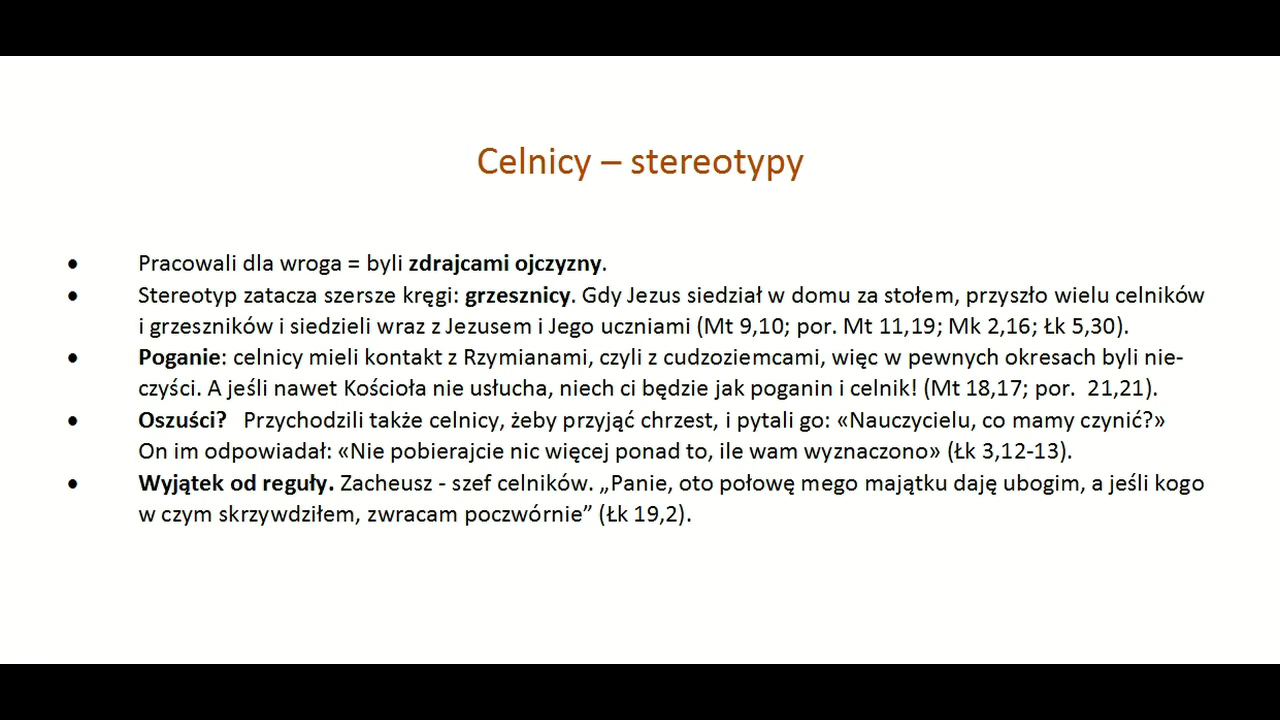 Celnicy – stereotypy
• Pracowali dla wroga = byli zdrajcami ojczyzny.
• Stereotyp zatacza szersze kręgi: grzesznicy. Gdy Jezus siedział w domu za stołem, przyszło wielu celników
i grzeszników i siedzieli wraz z Jezusem i Jego uczniami (Mt 9,10; por. Mt 11,19; Mk 2,16; Łk 5,30).
• Poganie: celnicy mieli kontakt z Rzymianami, czyli z cudzoziemcami, więc w pewnych okresach byli nie-
czyści. A jeśli nawet Kościoła nie usłucha, niech ci będzie jak poganin i celnik! (Mt 18,17; por.  21,21).
• Oszuści?   Przychodzili także celnicy, żeby przyjąć chrzest, i pytali go: «Nauczycielu, co mamy czynić?»
On im odpowiadał: «Nie pobierajcie nic więcej ponad to, ile wam wyznaczono» (Łk 3,12-13).
• Wyjątek od reguły. Zacheusz - szef celników. „Panie, oto połowę mego majątku daję ubogim, a jeśli kogo
w czym skrzywdziłem, zwracam poczwórnie” (Łk 19,2).